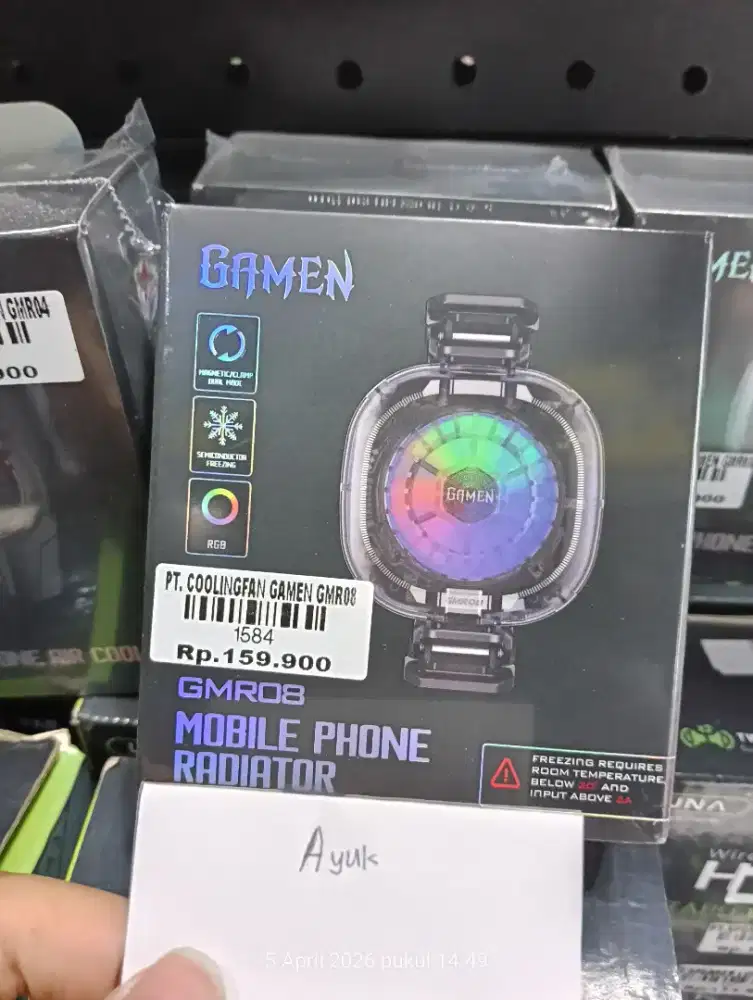 GAMEN
MAGNETIC/CLAMP
DUAL MODE
SEMICONDUCTOR
FREEZING
RGB
GAMEN
PT. COOLINGFAN GAMEN GMR08
1584
Rp.159.900
GMR08
MOBILE PHONE
RADIATOR
FREEZING REQUIRES
ROOM TEMPERATURE
BELOW 20° AND
INPUT ABOVE 2A
GMR04
Ayuk
5 April 2026 pukul 14.49